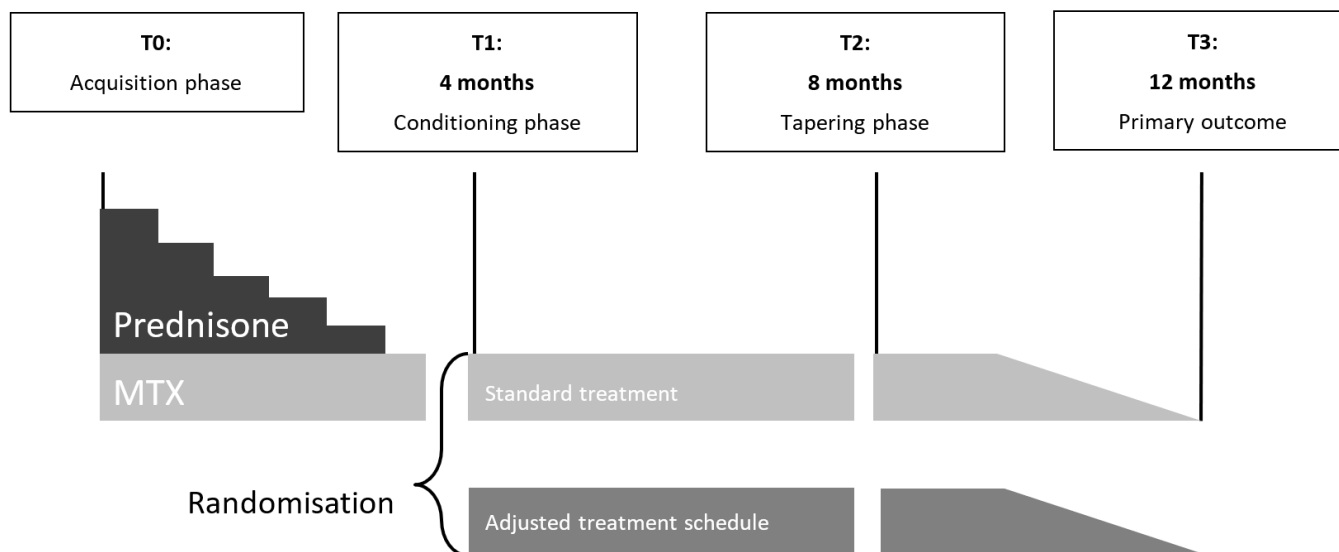 T0:
Acquisition phase
T1:
4 months
Conditioning phase
T2:
8 months
Tapering phase
T3:
12 months
Primary outcome
Prednisone
MTX
Standard treatment
Randomisation
Adjusted treatment schedule